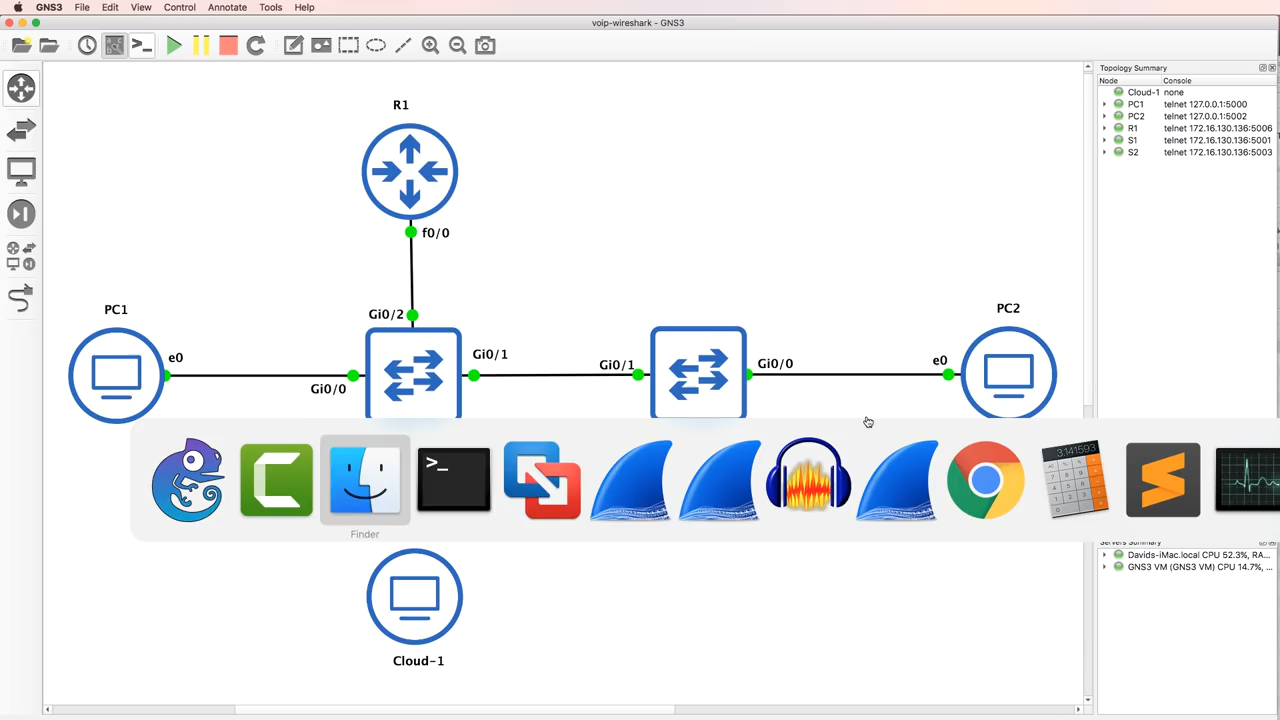 GNS3 File Edit View Control Annotate Tools Help
voip-wireshark - GNS3
Topology Summary
Node Console
Cloud-1 none
PC1 telnet 127.0.0.1:5000
PC2 telnet 127.0.0.1:5002
R1 telnet 172.16.130.136:5006
S1 telnet 172.16.130.136:5001
S2 telnet 172.16.130.136:5003
R1
f0/0
Gi0/2
PC1
e0
Gi0/0
Gi0/1
Gi0/1
Gi0/0
e0
PC2
>_
3.141593
Finder
Servers Summary
Davids-iMac.local CPU 52.3%, RA...
GNS3 VM (GNS3 VM) CPU 14.7%, ...
Cloud-1